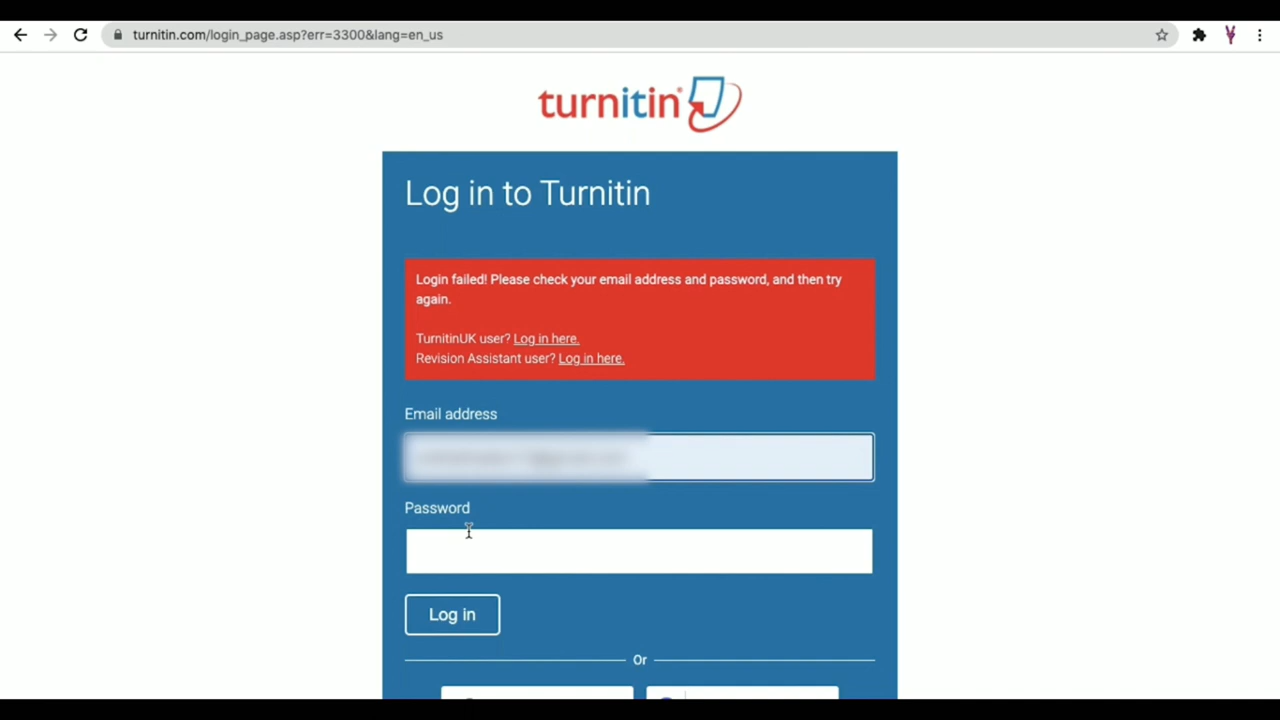 turnitin.com/login_page.asp?err=3300&lang=en_us
turnitin
Log in to Turnitin
Login failed! Please check your email address and password, and then try
again.
TurnitinUK user? Log in here.
Revision Assistant user? Log in here.
Email address
Password
Log in
Or